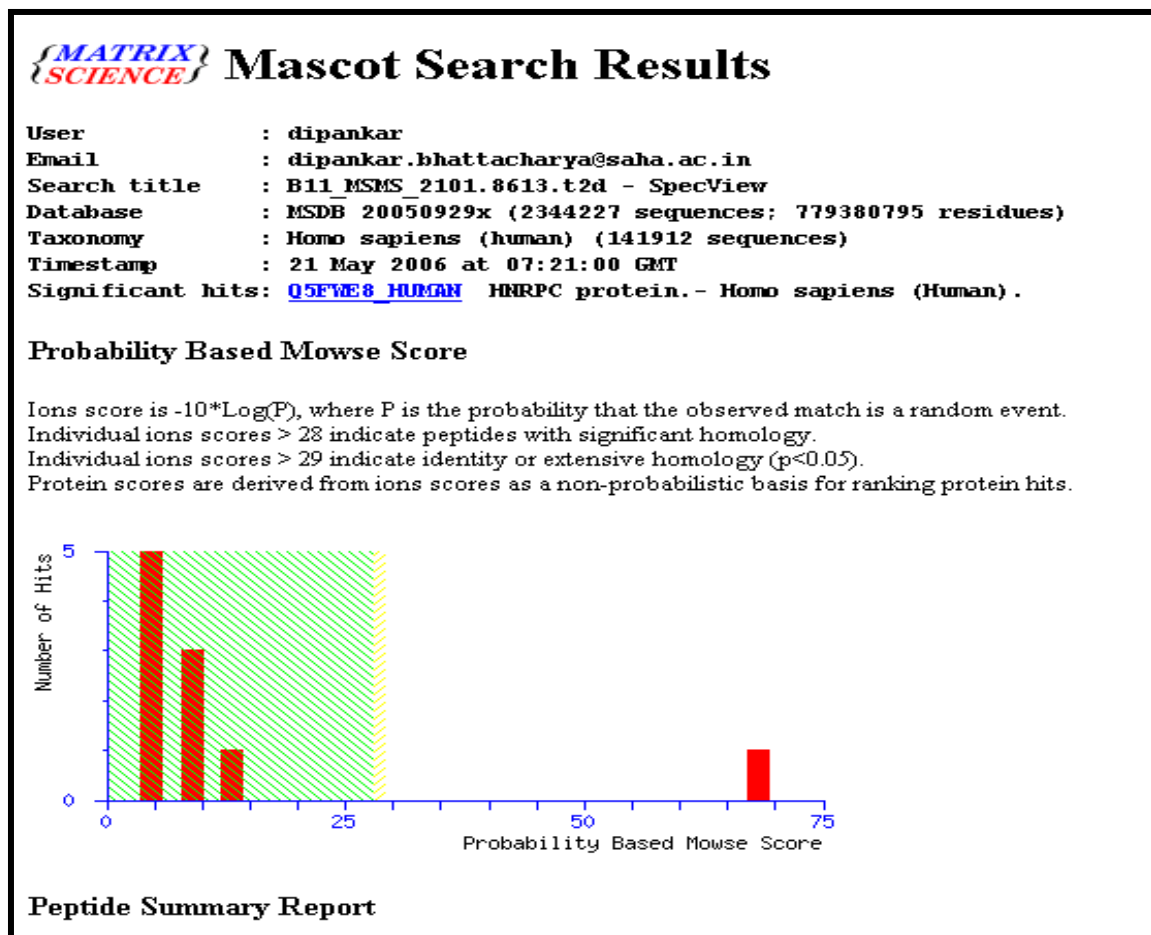 {MATRIX SCIENCE} Mascot Search Results
User : dipankar
Email : dipankar.bhattacharya@saha.ac.in
Search title : B11_MSMS_2101.8613.t2d - SpecView
Database : MSDB 20050929x (2344227 sequences; 779380795 residues)
Taxonomy : Homo sapiens (human) (141912 sequences)
Timestamp : 21 May 2006 at 07:21:00 GMT
Significant hits: Q5FWE8_HUMAN HNRPC protein.- Homo sapiens (Human).
Probability Based Mowse Score
Ions score is -10*Log(P), where P is the probability that the observed match is a random event.
Individual ions scores > 28 indicate peptides with significant homology.
Individual ions scores > 29 indicate identity or extensive homology (p<0.05).
Protein scores are derived from ions scores as a non-probabilistic basis for ranking protein hits.
5
Number of Hits
0
0 25 50 75
Probability Based Mowse Score
Peptide Summary Report